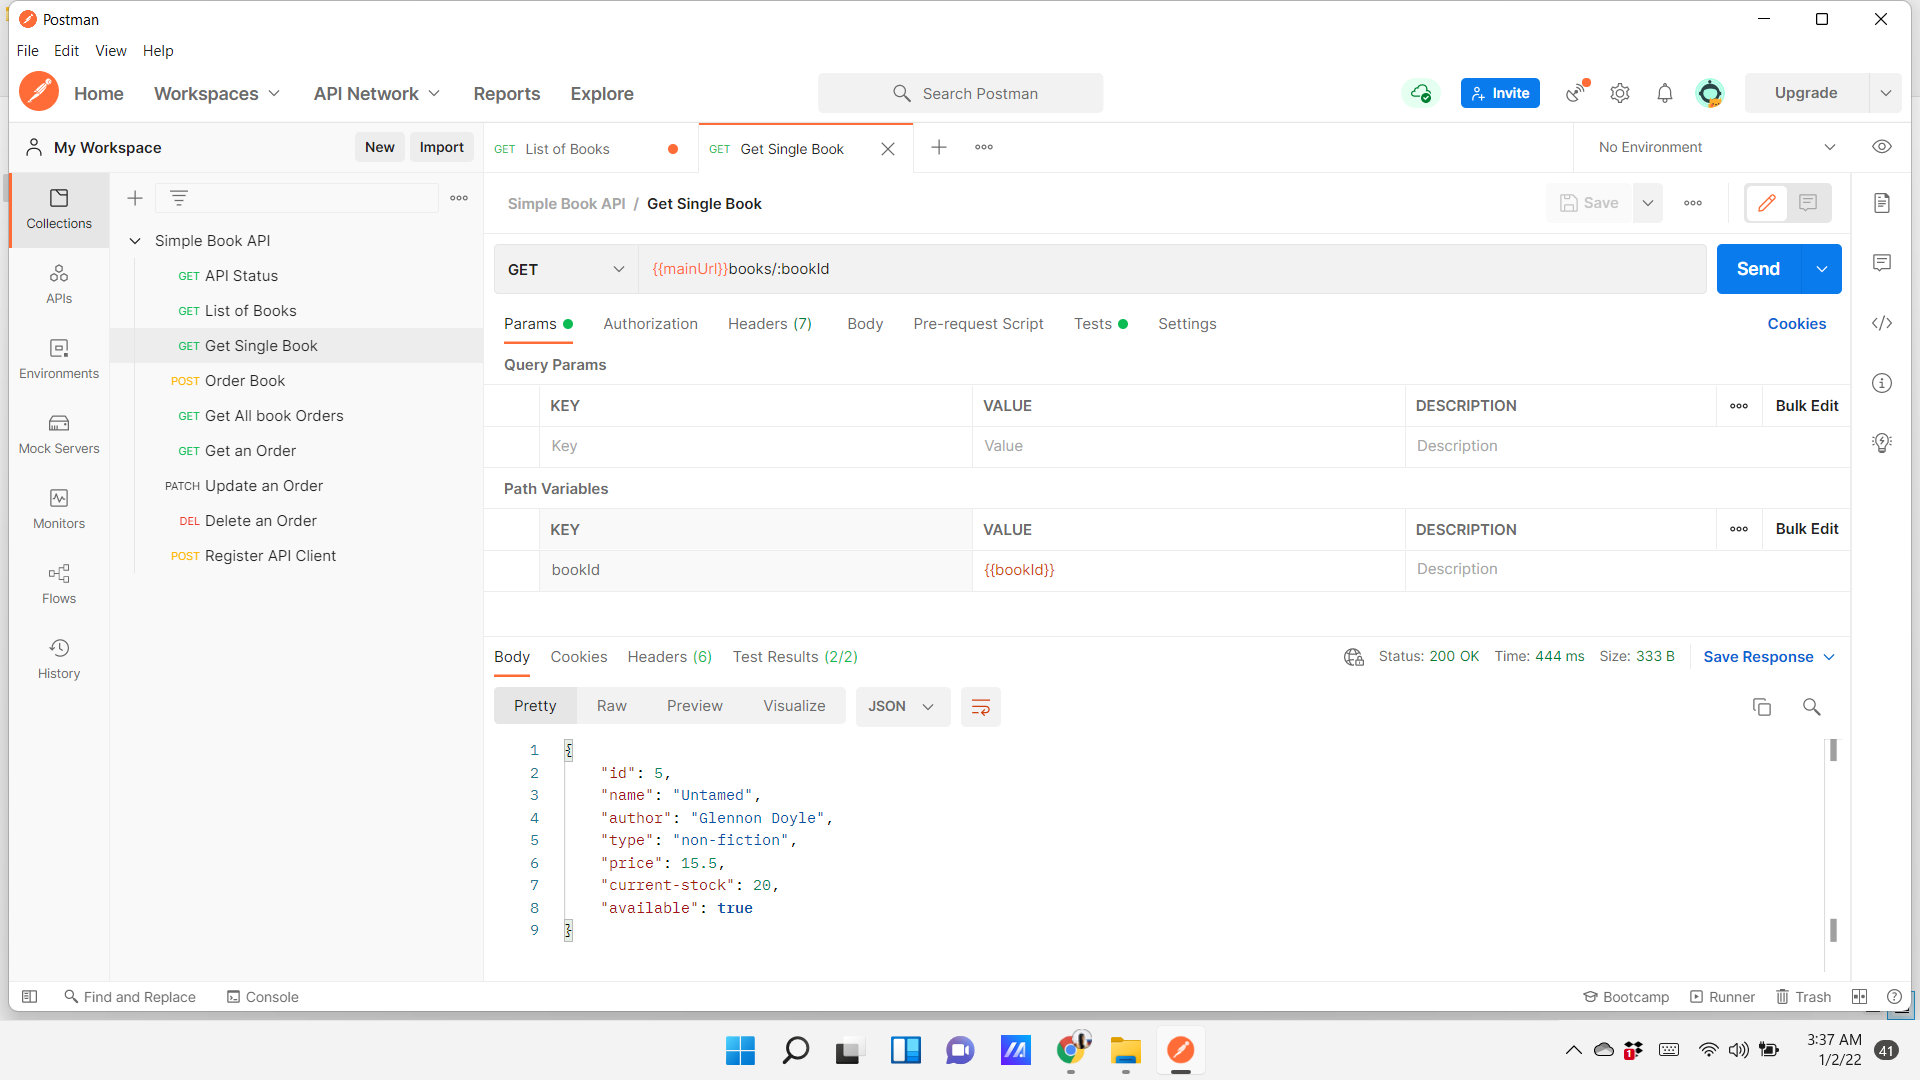 Postman
File Edit View Help
Home Workspaces API Network Reports Explore Search Postman Invite Upgrade
My Workspace New Import GET List of Books GET Get Single Book No Environment
Collections
Simple Book API / Get Single Book Save
Simple Book API
GET API Status
GET List of Books
GET Get Single Book
POST Order Book
GET Get All book Orders
GET Get an Order
PATCH Update an Order
DEL Delete an Order
POST Register API Client
APIs
Environments
Mock Servers
Monitors
Flows
History
GET {{mainUrl}}books/:bookId Send
Params Authorization Headers (7) Body Pre-request Script Tests Settings Cookies
Query Params
KEY VALUE DESCRIPTION Bulk Edit
Key Value Description
Path Variables
KEY VALUE DESCRIPTION Bulk Edit
bookId {{bookId}} Description
Body Cookies Headers (6) Test Results (2/2) Status: 200 OK Time: 444 ms Size: 333 B Save Response
Pretty Raw Preview Visualize JSON
1 {
2 "id": 5,
3 "name": "Untamed",
4 "author": "Glennon Doyle",
5 "type": "non-fiction",
6 "price": 15.5,
7 "current-stock": 20,
8 "available": true
9 }
Find and Replace Console Bootcamp Runner Trash
1 3:37 AM
1/2/22 41